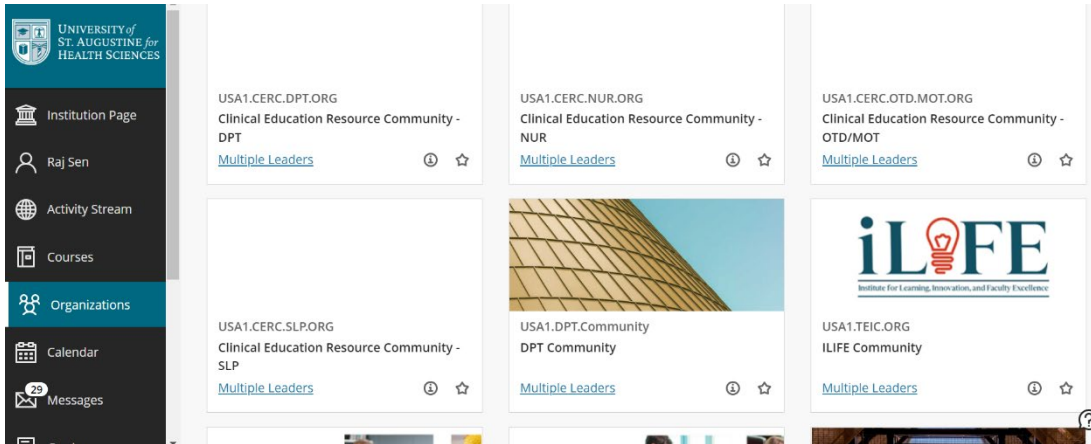 UNIVERSITY of
ST. AUGUSTINE for
HEALTH SCIENCES
Institution Page
Raj Sen
Activity Stream
Courses
Organizations
Calendar
29
Messages
USA1.CERC.DPT.ORG
Clinical Education Resource Community -
DPT
Multiple Leaders
USA1.CERC.NUR.ORG
Clinical Education Resource Community -
NUR
Multiple Leaders
USA1.CERC.OTD.MOT.ORG
Clinical Education Resource Community -
OTD/MOT
Multiple Leaders
USA1.CERC.SLP.ORG
Clinical Education Resource Community -
SLP
Multiple Leaders
USA1.DPT.Community
DPT Community
Multiple Leaders
iLIFE
Institute for Learning, Innovation, and Faculty Excellence
USA1.TEIC.ORG
ILIFE Community
Multiple Leaders